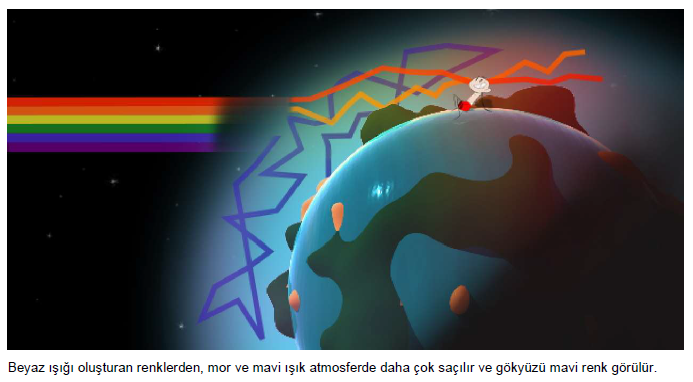 Beyaz ışığı oluşturan renklerden, mor ve mavi ışık atmosferde daha çok saçılır ve gökyüzü mavi renk görülür.